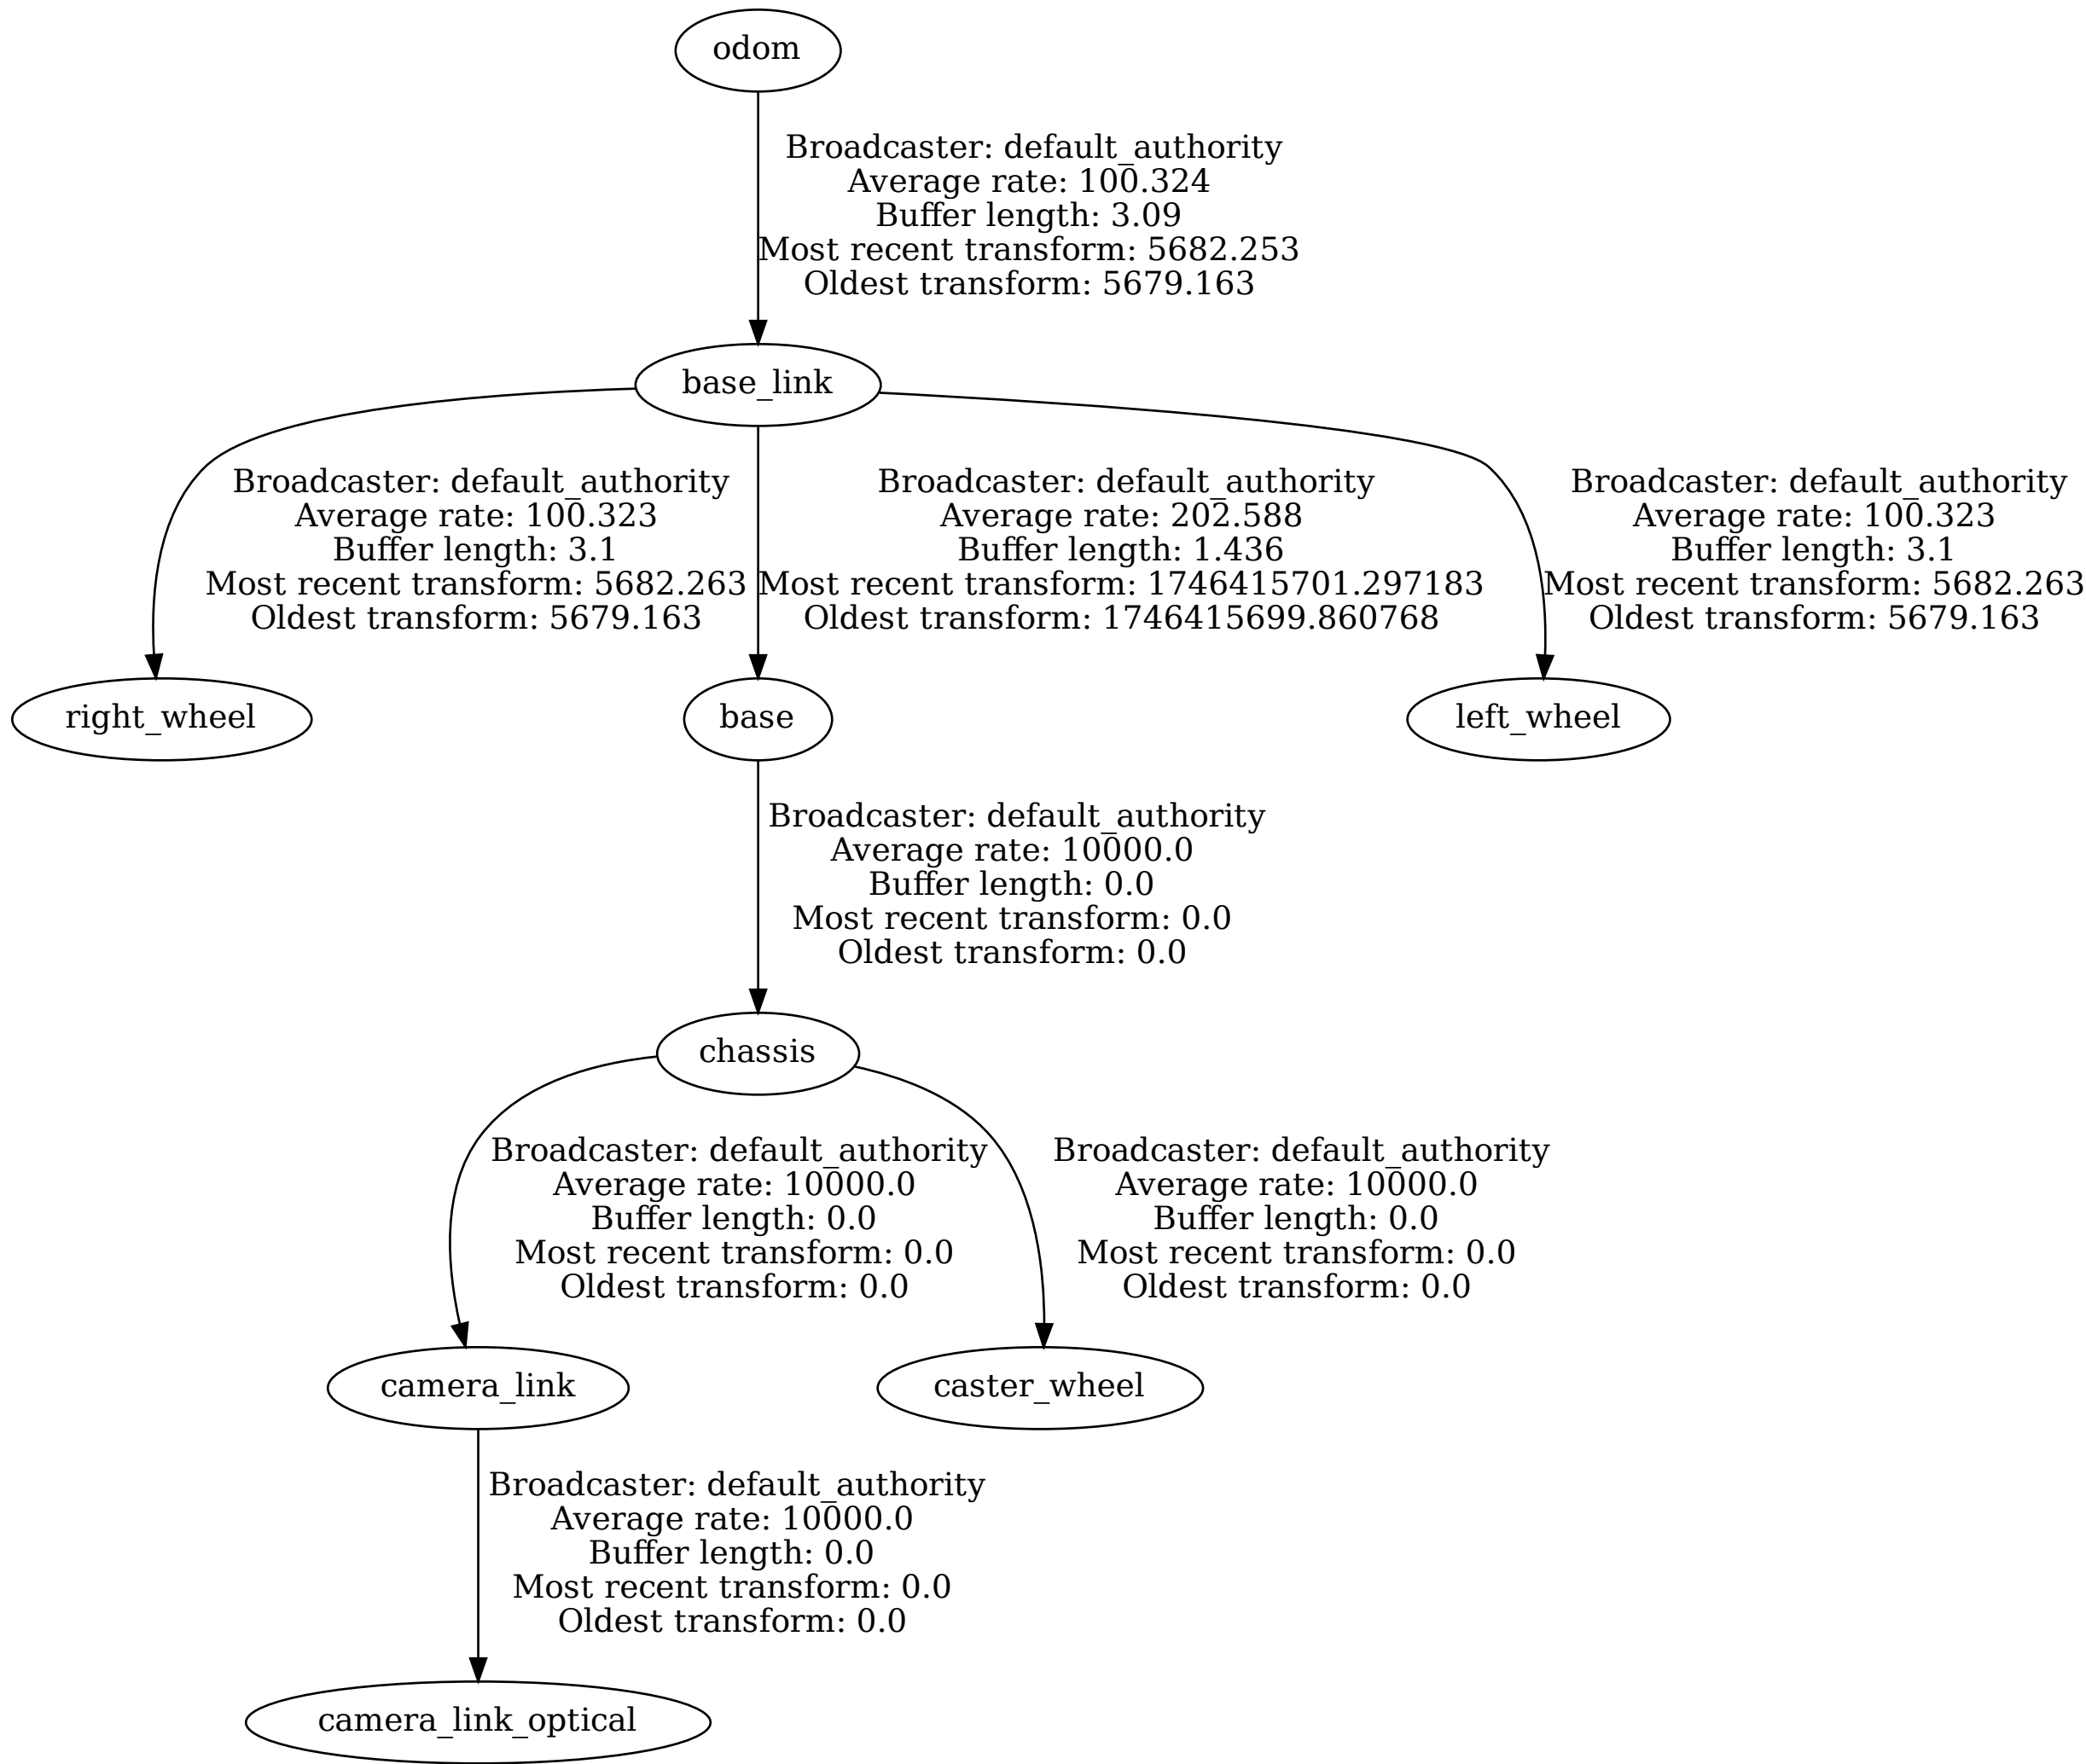 odom
Broadcaster: default_authority
Average rate: 100.324
Buffer length: 3.09
Most recent transform: 5682.253
Oldest transform: 5679.163
base_link
Broadcaster: default_authority
Average rate: 100.323
Buffer length: 3.1
Most recent transform: 5682.263
Oldest transform: 5679.163
Broadcaster: default_authority
Average rate: 202.588
Buffer length: 1.436
Most recent transform: 1746415701.297183
Oldest transform: 1746415699.860768
Broadcaster: default_authority
Average rate: 100.323
Buffer length: 3.1
Most recent transform: 5682.263
Oldest transform: 5679.163
right_wheel
base
left_wheel
Broadcaster: default_authority
Average rate: 10000.0
Buffer length: 0.0
Most recent transform: 0.0
Oldest transform: 0.0
chassis
Broadcaster: default_authority
Average rate: 10000.0
Buffer length: 0.0
Most recent transform: 0.0
Oldest transform: 0.0
Broadcaster: default_authority
Average rate: 10000.0
Buffer length: 0.0
Most recent transform: 0.0
Oldest transform: 0.0
camera_link
caster_wheel
Broadcaster: default_authority
Average rate: 10000.0
Buffer length: 0.0
Most recent transform: 0.0
Oldest transform: 0.0
camera_link_optical